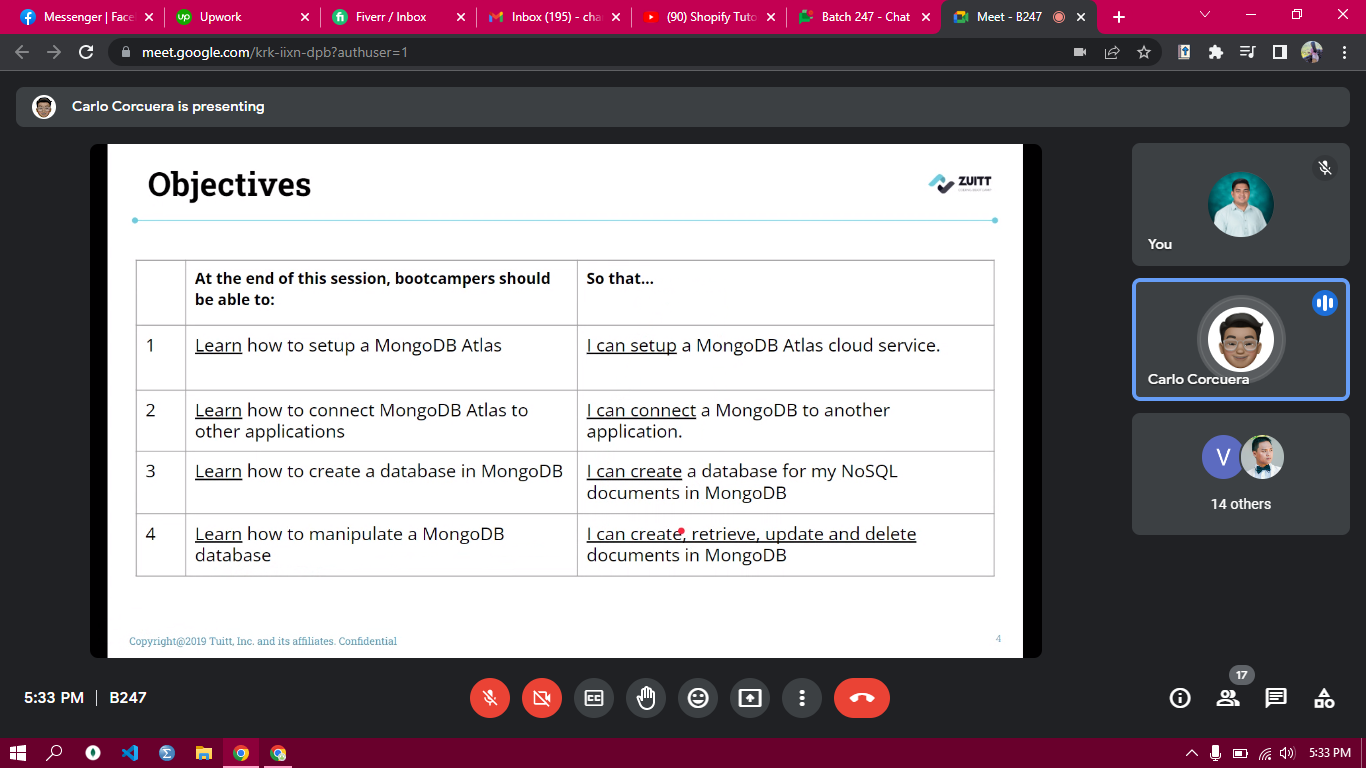 Messenger | Face
Upwork
Fiverr / Inbox
Inbox (195) - cha
(90) Shopify Tuto
Batch 247 - Chat
Meet - B247
meet.google.com/krk-iixn-dpb?authuser=1
Carlo Corcuera is presenting
Objectives
ZUITT
At the end of this session, bootcampers should
be able to:
So that...
1
Learn how to setup a MongoDB Atlas
I can setup a MongoDB Atlas cloud service.
2
Learn how to connect MongoDB Atlas to
other applications
I can connect a MongoDB to another
application.
3
Learn how to create a database in MongoDB
I can create a database for my NoSQL
documents in MongoDB
4
Learn how to manipulate a MongoDB
database
I can create, retrieve, update and delete
documents in MongoDB
Copyright@2019 Tuitt, Inc. and its affiliates. Confidential
4
You
Carlo Corcuera
V
14 others
5:33 PM | B247
17
5:33 PM